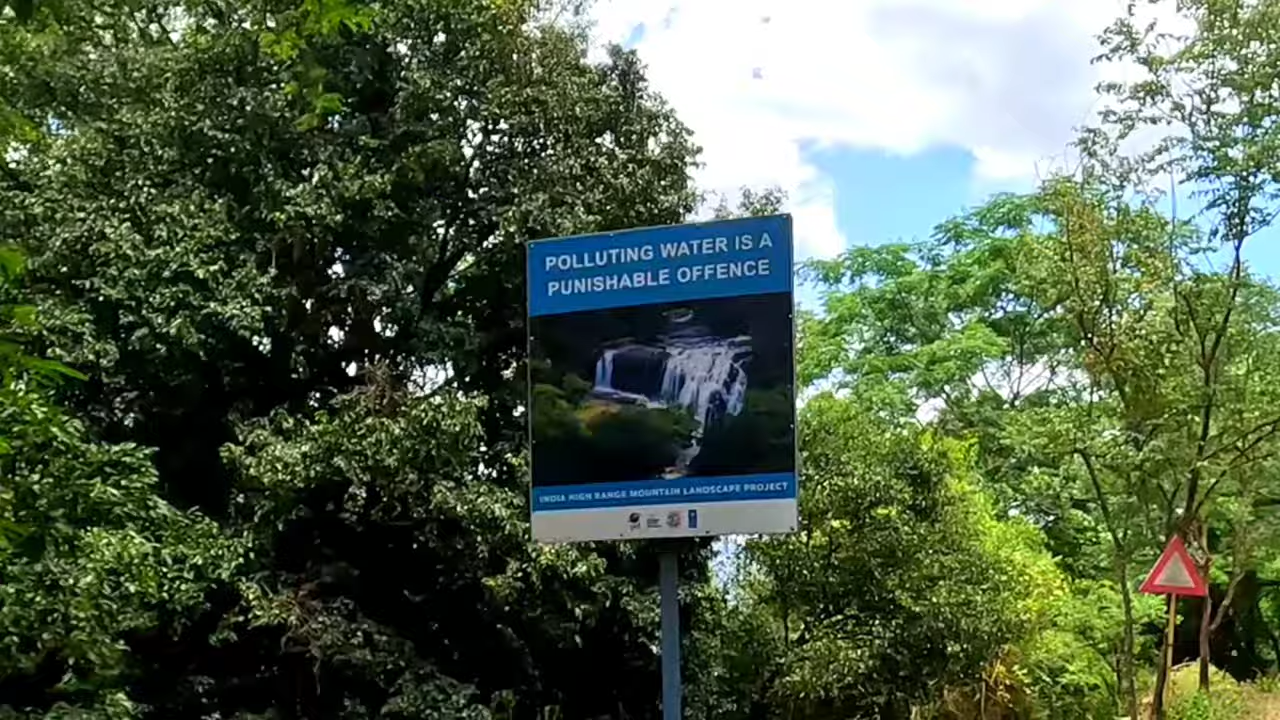 POLLUTING WATER IS A
PUNISHABLE OFFENCE
INDIA HIGH RANGE MOUNTAIN LANDSCAPE PROJECT